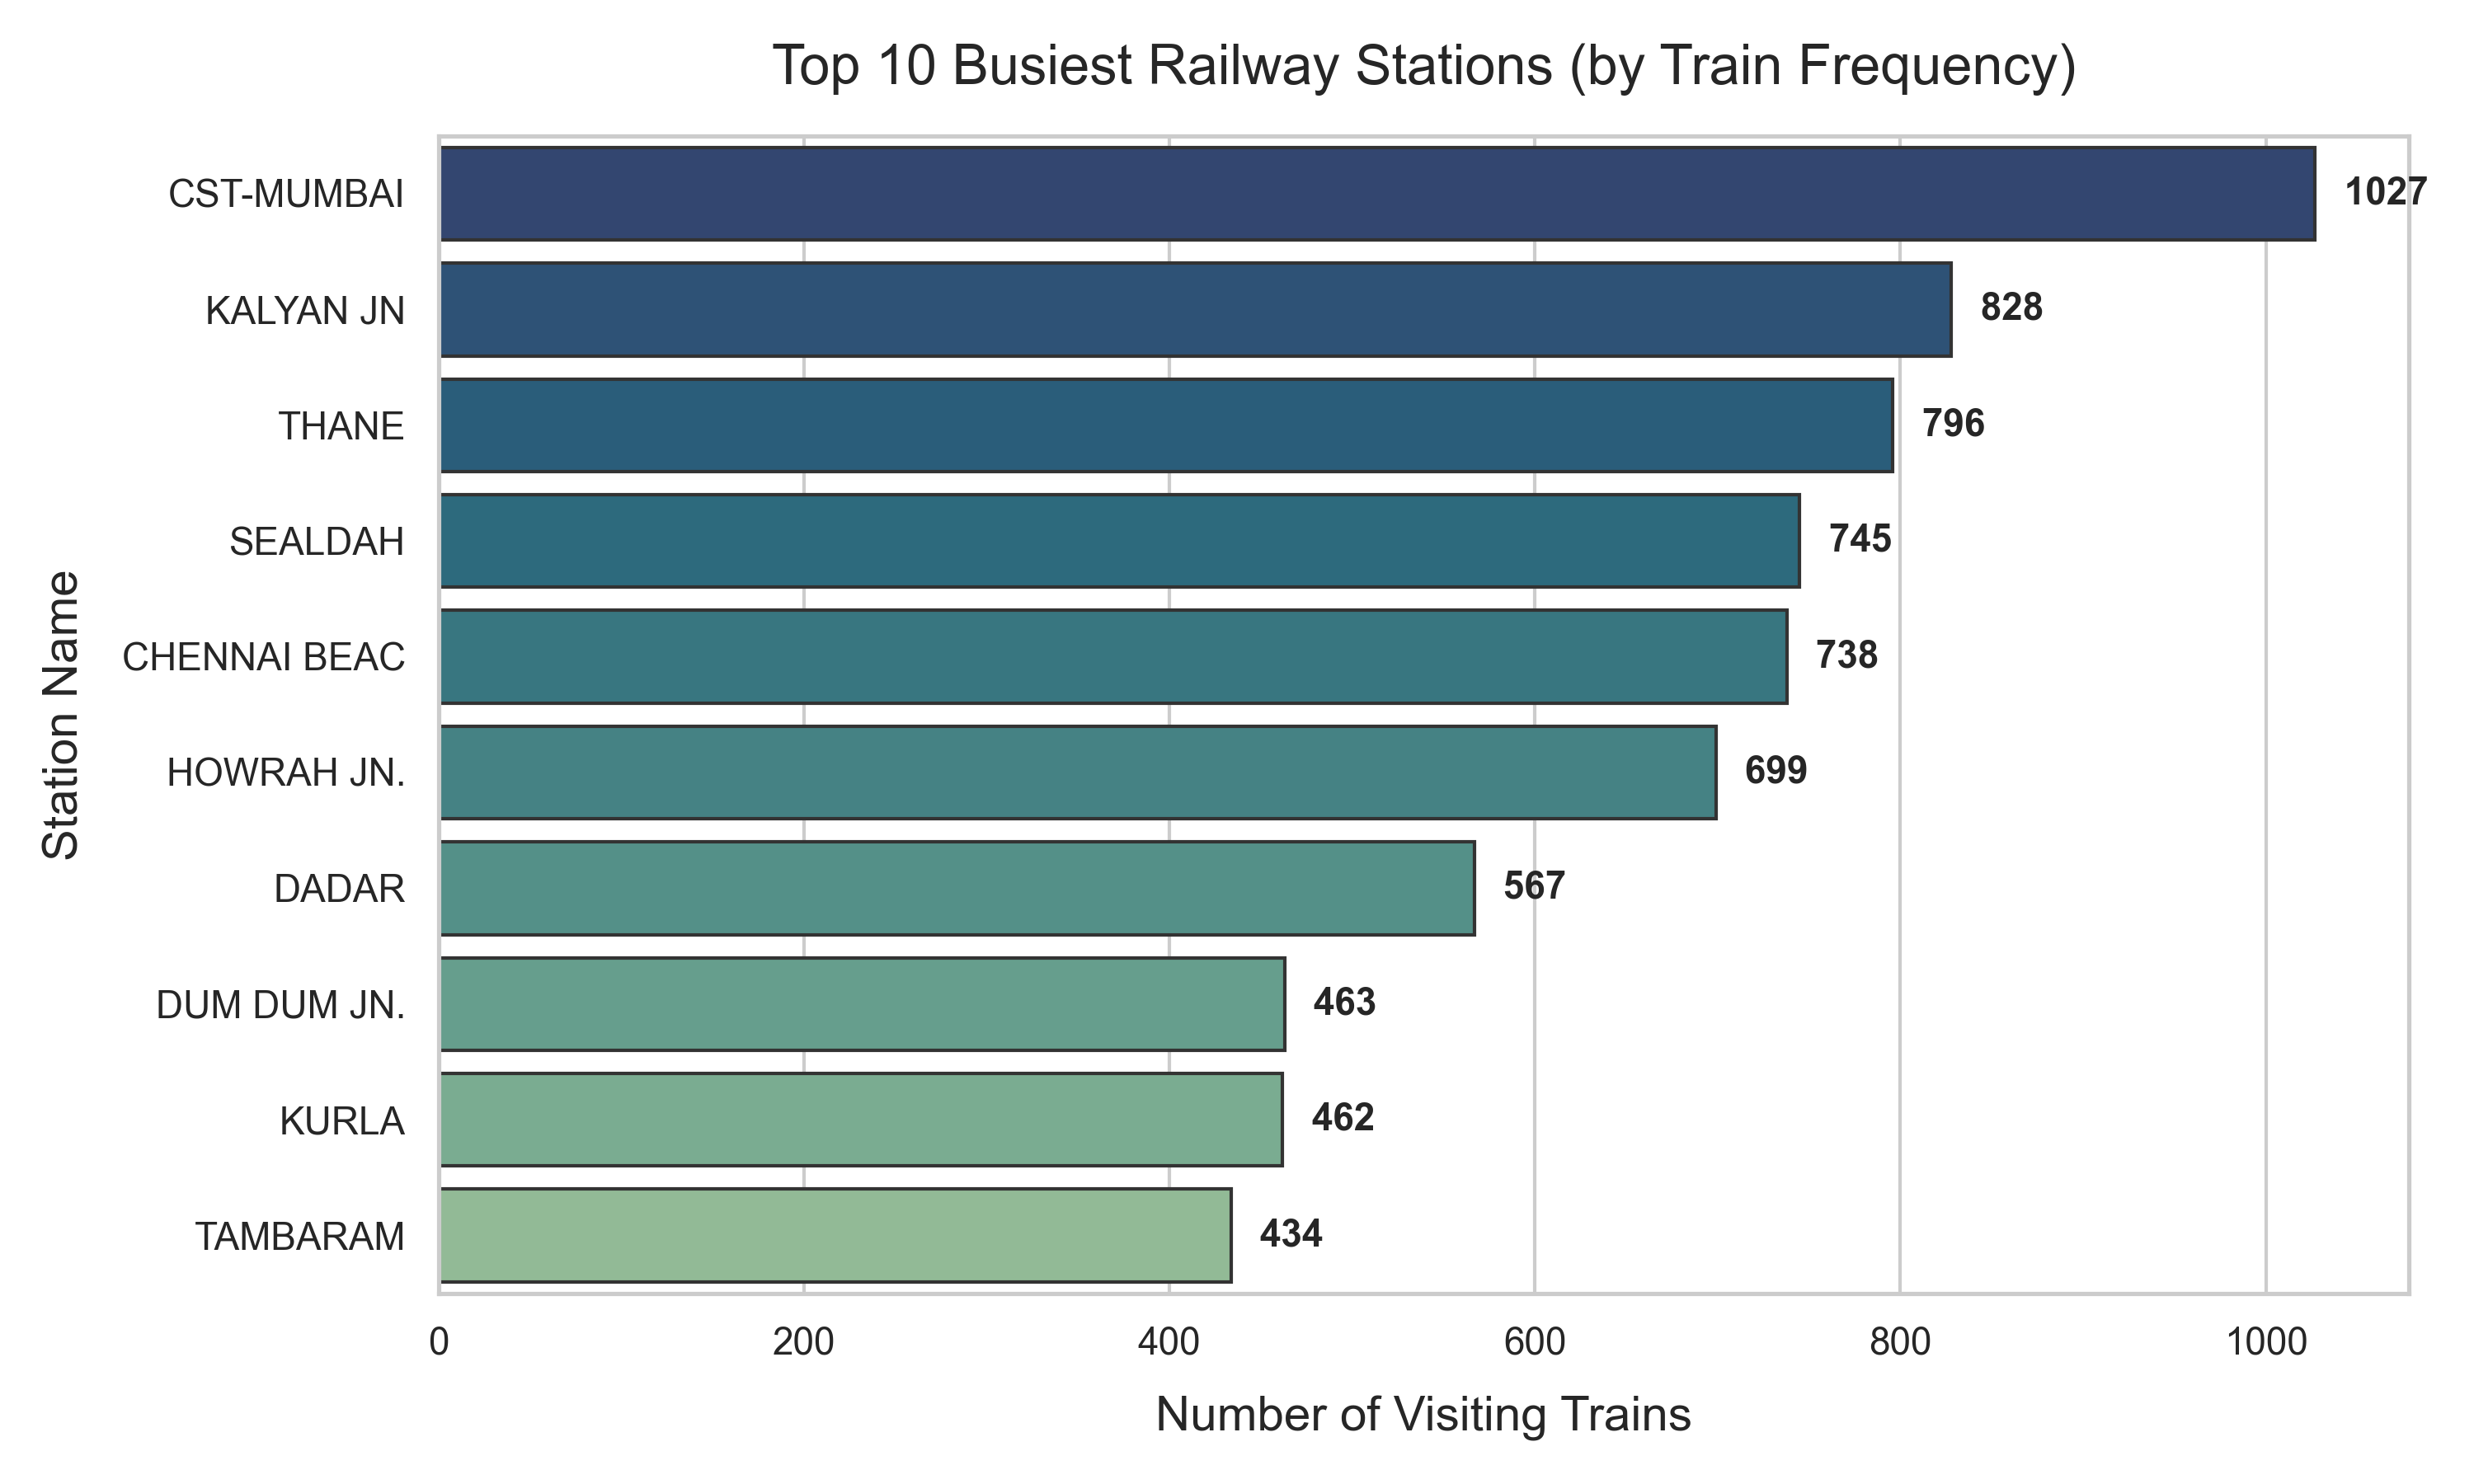 Top 10 Busiest Railway Stations (by Train Frequency)
Station Name
CST-MUMBAI 1027
KALYAN JN 828
THANE 796
SEALDAH 745
CHENNAI BEAC 738
HOWRAH JN. 699
DADAR 567
DUM DUM JN. 463
KURLA 462
TAMBARAM 434
0 200 400 600 800 1000
Number of Visiting Trains